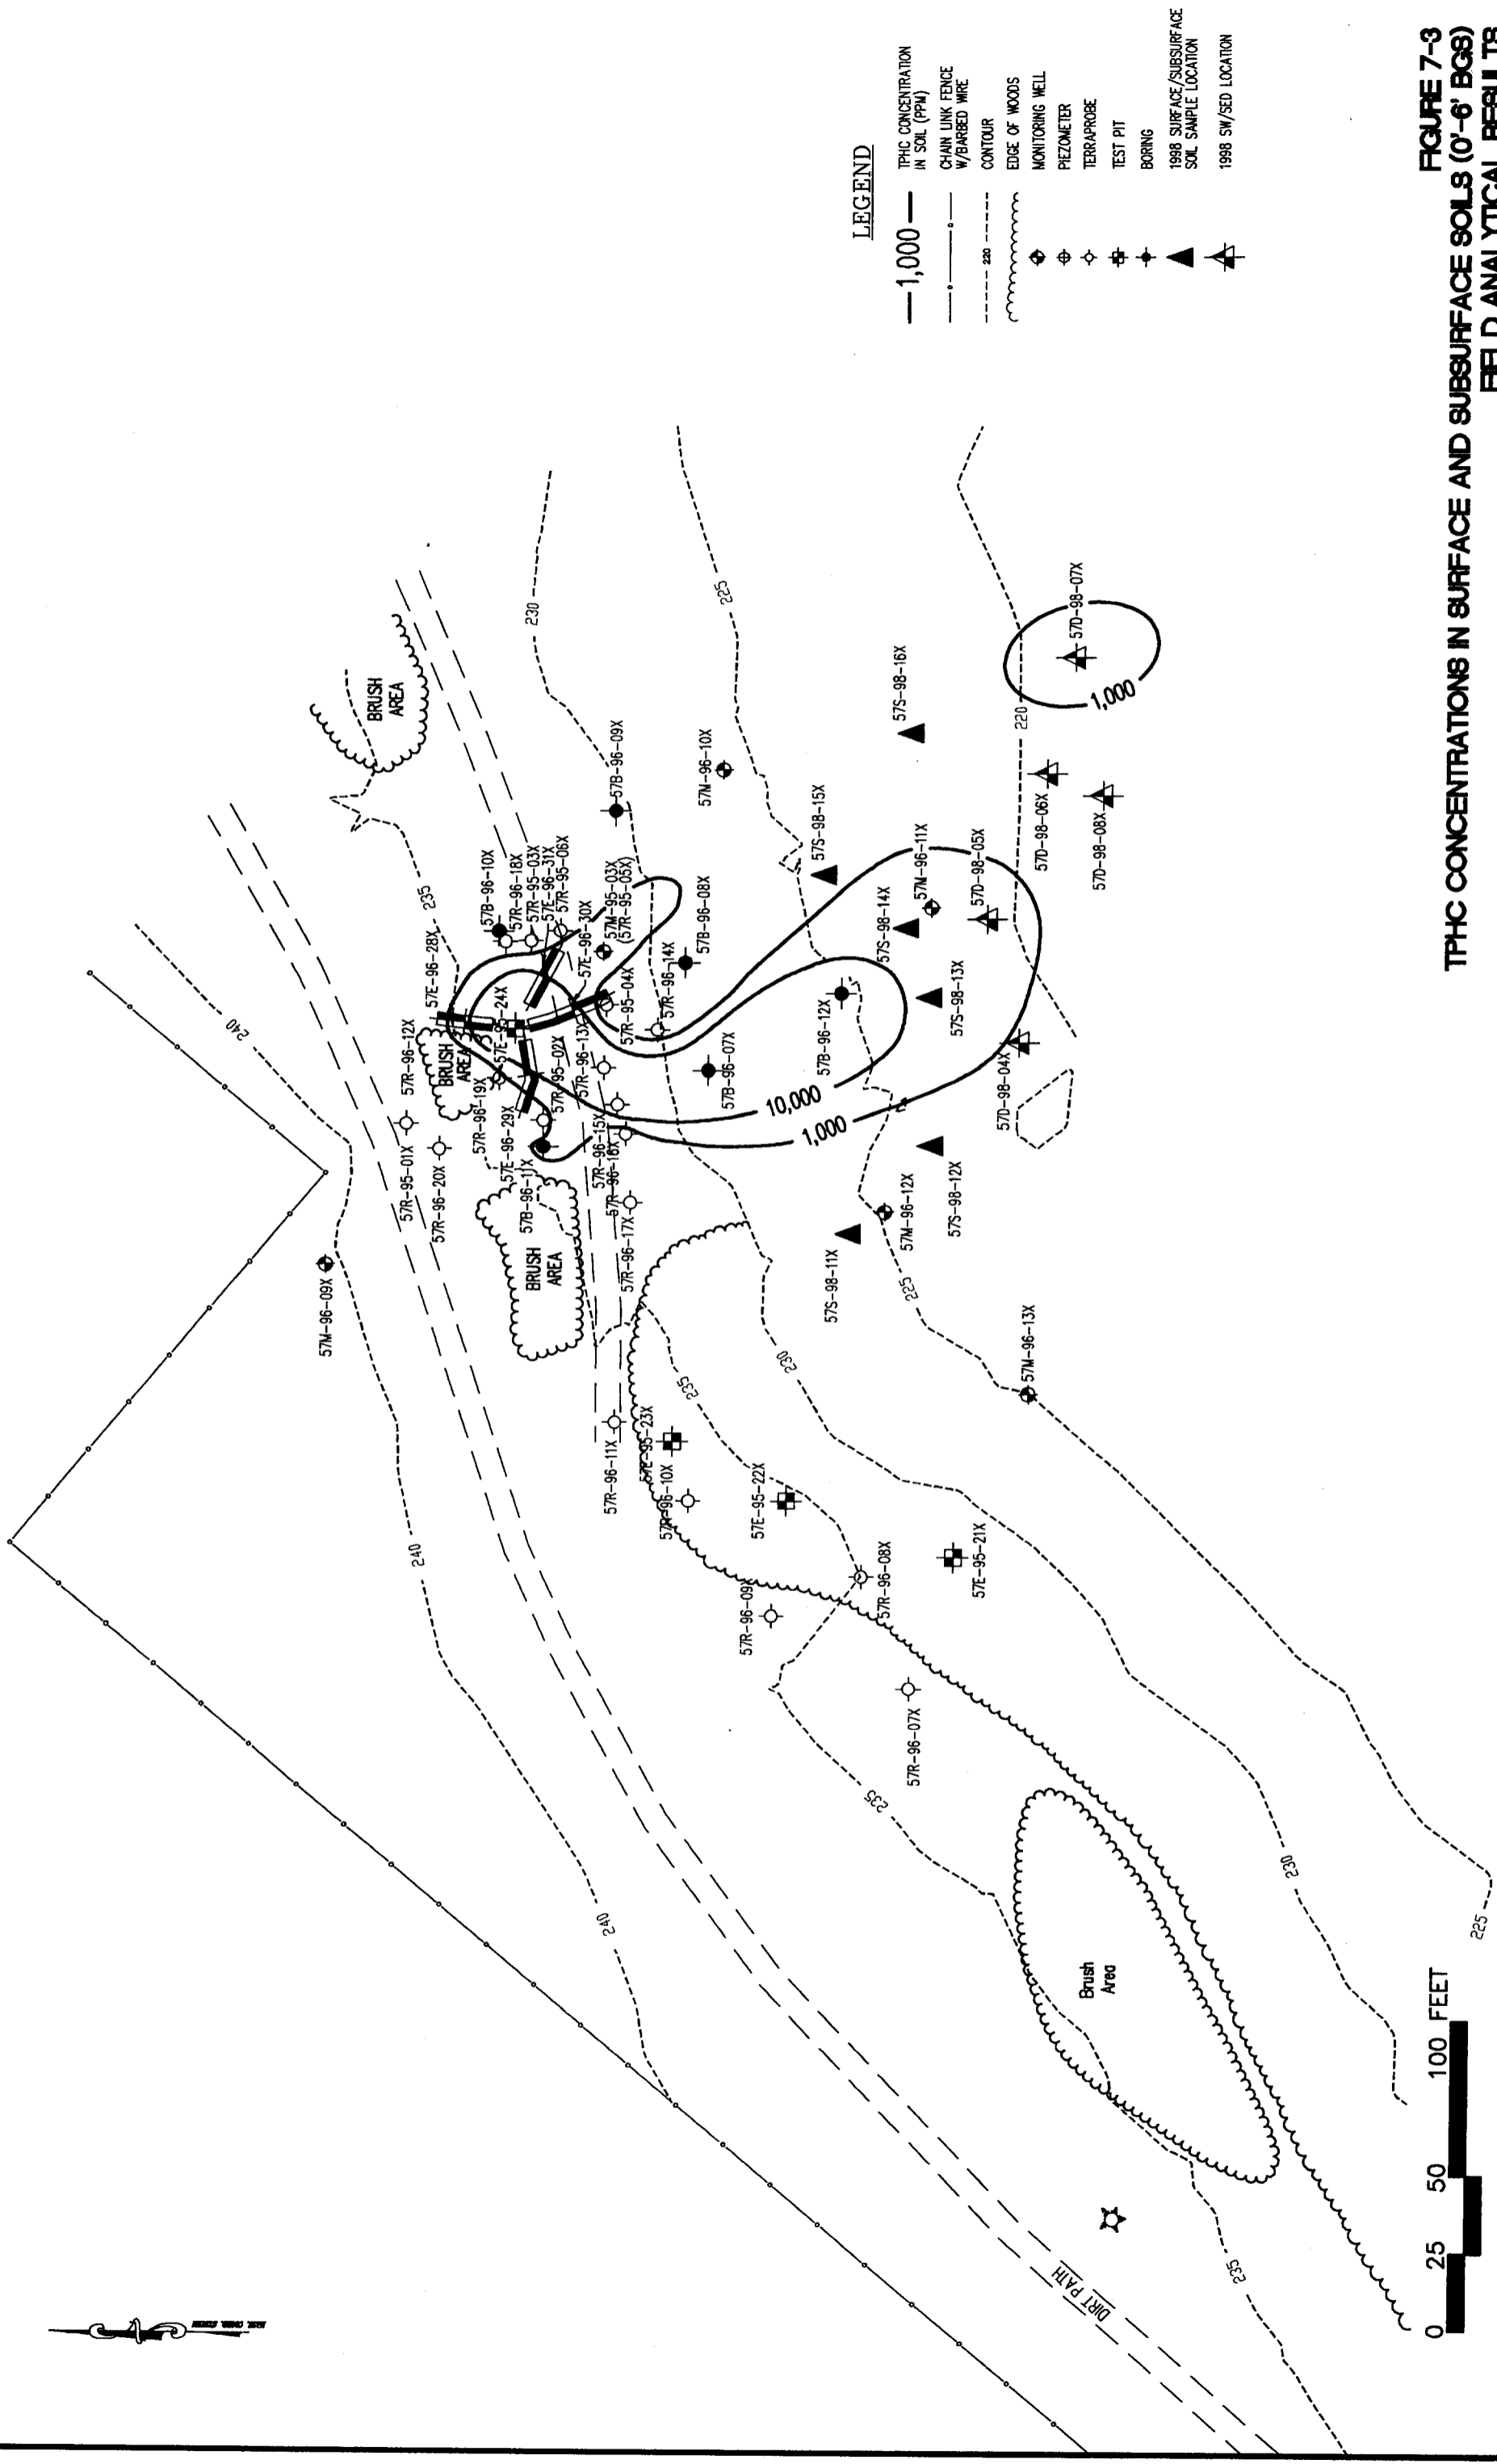 FIGURE 7-3
TPHC CONCENTRATIONS IN SURFACE AND SUBSURFACE SOILS (0'-6' BGS)
FIELD ANALYTICAL RESULTS
LEGEND
1,000
TPHC CONCENTRATION
IN SOIL (PPM)
CHAIN LINK FENCE
W/BARBED WIRE
220
CONTOUR
EDGE OF WOODS
MONITORING WELL
PIEZOMETER
TERRAPROBE
TEST PIT
BORING
1998 SURFACE/SUBSURFACE
SOIL SAMPLE LOCATION
1998 SW/SED LOCATION
240
240
240
57M-96-09X
57R-95-01X
57R-96-12X
57R-96-20X
57E-96-28X
235
BRUSH
AREA
BRUSH
AREA
BRUSH
AREA
57R-96-19X
57E-95-24X
57E-96-29X
57R-95-02X
57B-96-11X
57R-96-13X
57R-96-15X
57R-96-16X
57R-96-17X
57B-96-10X
57R-96-18X
57R-95-03X
57E-96-31X
57R-95-06X
57E-96-30X
57M-95-03X
(57R-95-05X)
57R-95-04X
57R-96-14X
57B-96-09X
57B-96-08X
57B-96-07X
57M-96-10X
230
225
57S-98-15X
57S-98-16X
57B-96-12X
57S-98-14X
57M-96-11X
57S-98-13X
57D-98-05X
57D-98-04X
57D-98-06X
57D-98-08X
57D-98-07X
220
1,000
10,000
1,000
57S-98-12X
57M-96-12X
57S-98-11X
225
57M-96-13X
230
235
57R-96-11X
57E-95-23X
57R-96-10X
57E-95-22X
57R-96-09X
57R-96-08X
57E-95-21X
57R-96-07X
235
Brush
Area
230
225
235
DIRT PATH
0 25 50 100 FEET